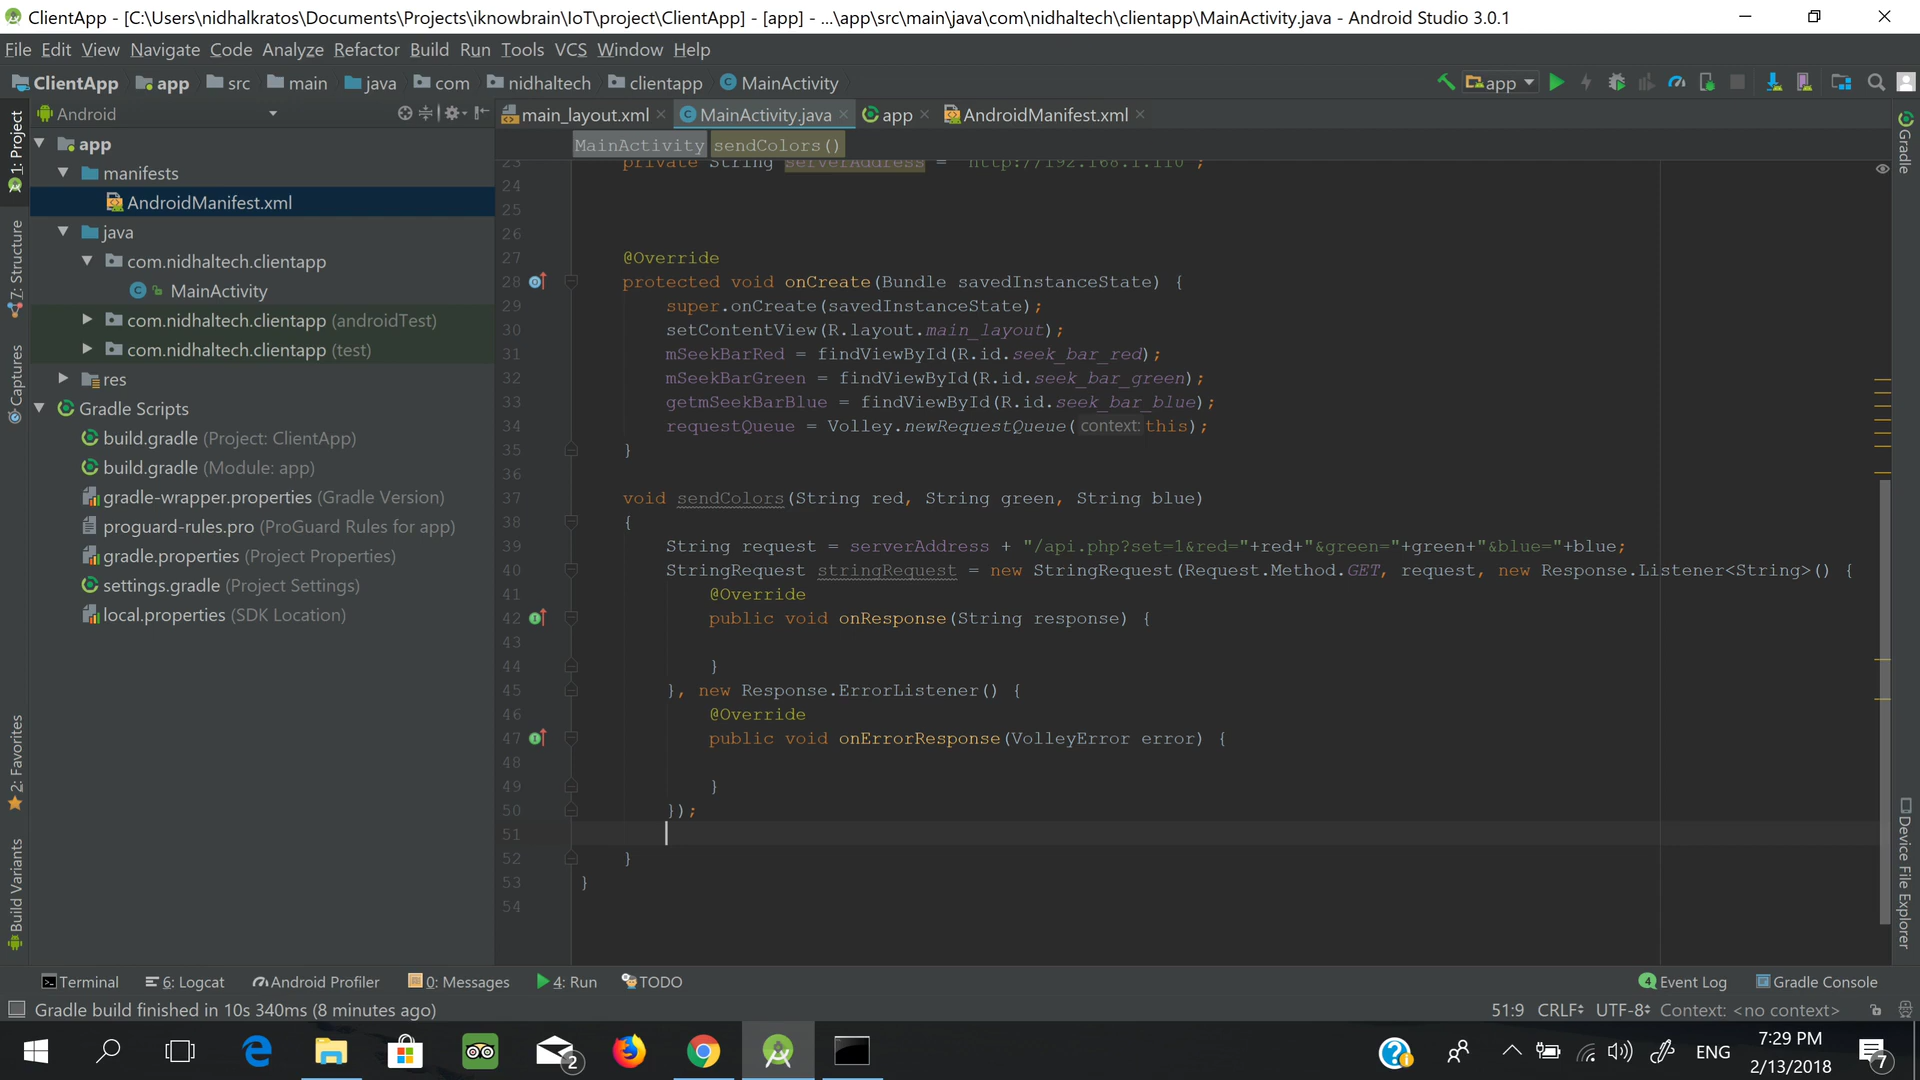 ClientApp - [C:\Users\nidhalkratos\Documents\Projects\iknowbrain\IoT\project\ClientApp] - [app] - ...\app\src\main\java\com\nidhaltech\clientapp\MainActivity.java - Android Studio 3.0.1
File Edit View Navigate Code Analyze Refactor Build Run Tools VCS Window Help
ClientApp app src main java com nidhaltech clientapp MainActivity
app
Android
main_layout.xml MainActivity.java app AndroidManifest.xml
MainActivity sendColors()
1: Project
7: Structure
Captures
2: Favorites
Build Variants
app
manifests
AndroidManifest.xml
java
com.nidhaltech.clientapp
MainActivity
com.nidhaltech.clientapp (androidTest)
com.nidhaltech.clientapp (test)
res
Gradle Scripts
build.gradle (Project: ClientApp)
build.gradle (Module: app)
gradle-wrapper.properties (Gradle Version)
proguard-rules.pro (ProGuard Rules for app)
gradle.properties (Project Properties)
settings.gradle (Project Settings)
local.properties (SDK Location)
23 private String serverAddress = "http://192.168.1.110";
24
25
26
27 @Override
28 protected void onCreate(Bundle savedInstanceState) {
29 super.onCreate(savedInstanceState);
30 setContentView(R.layout.main_layout);
31 mSeekBarRed = findViewById(R.id.seek_bar_red);
32 mSeekBarGreen = findViewById(R.id.seek_bar_green);
33 getmSeekBarBlue = findViewById(R.id.seek_bar_blue);
34 requestQueue = Volley.newRequestQueue( context: this);
35 }
36
37 void sendColors(String red, String green, String blue)
38 {
39 String request = serverAddress + "/api.php?set=1&red="+red+"&green="+green+"&blue="+blue;
40 StringRequest stringRequest = new StringRequest(Request.Method.GET, request, new Response.Listener<String>() {
41 @Override
42 public void onResponse(String response) {
43
44 }
45 }, new Response.ErrorListener() {
46 @Override
47 public void onErrorResponse(VolleyError error) {
48
49 }
50 });
51
52 }
53 }
54
Gradle
Device File Explorer
Terminal 6: Logcat Android Profiler 0: Messages 4: Run TODO 4 Event Log Gradle Console
Gradle build finished in 10s 340ms (8 minutes ago) 51:9 CRLF UTF-8 Context: <no context>
2 ENG 7:29 PM 7
2/13/2018